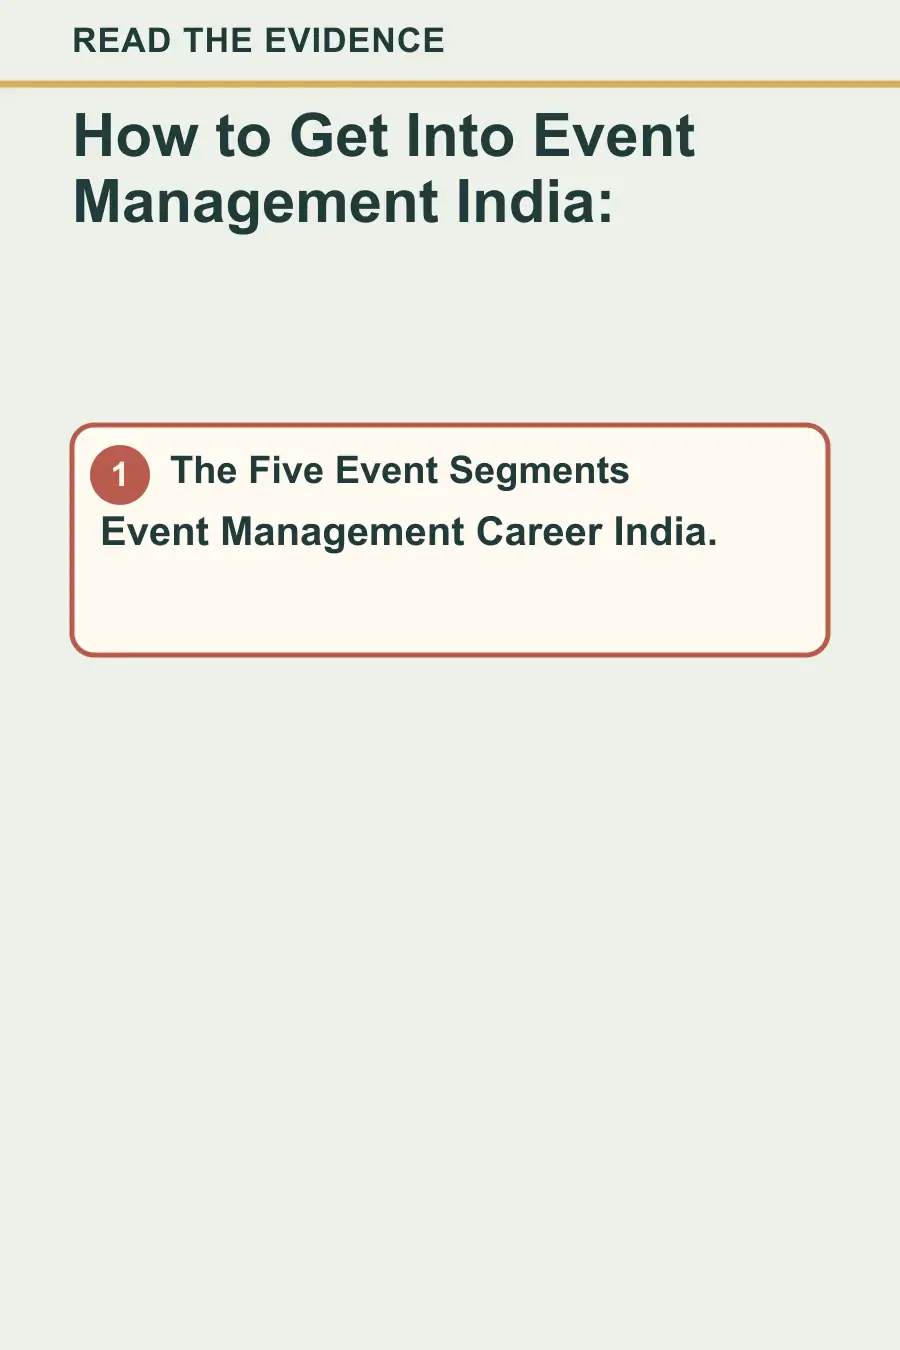 READ THE EVIDENCE
How to Get Into Event
Management India:
1 The Five Event Segments
Event Management Career India.